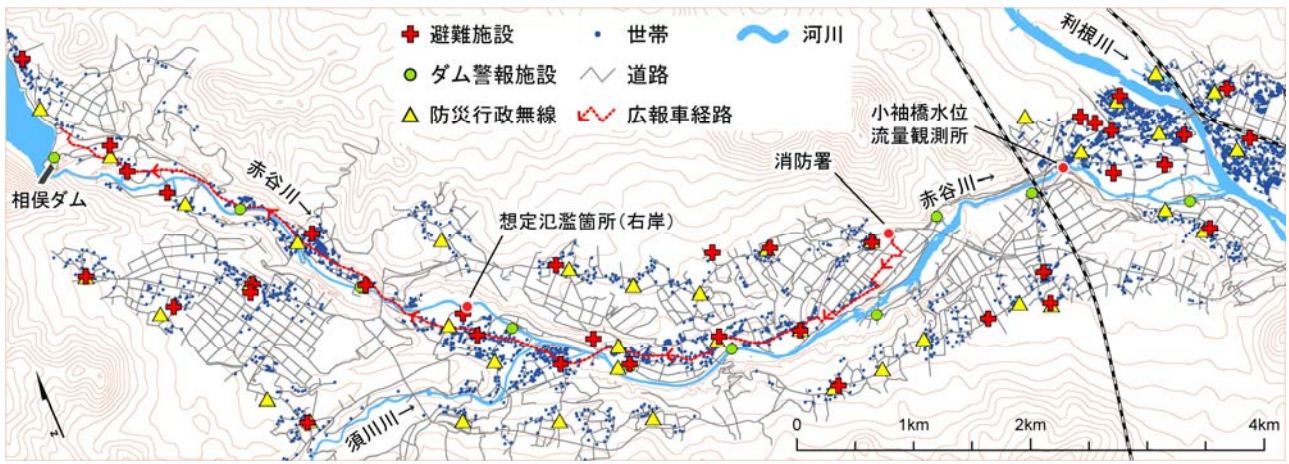 避難施設
世帯
河川
ダム警報施設
道路
防災行政無線
広報車経路
利根川→
小袖橋水位
流量観測所
消防署
赤谷川→
赤谷川→
相俣ダム
想定氾濫箇所(右岸)
須川川→
N
0
1km
2km
4km